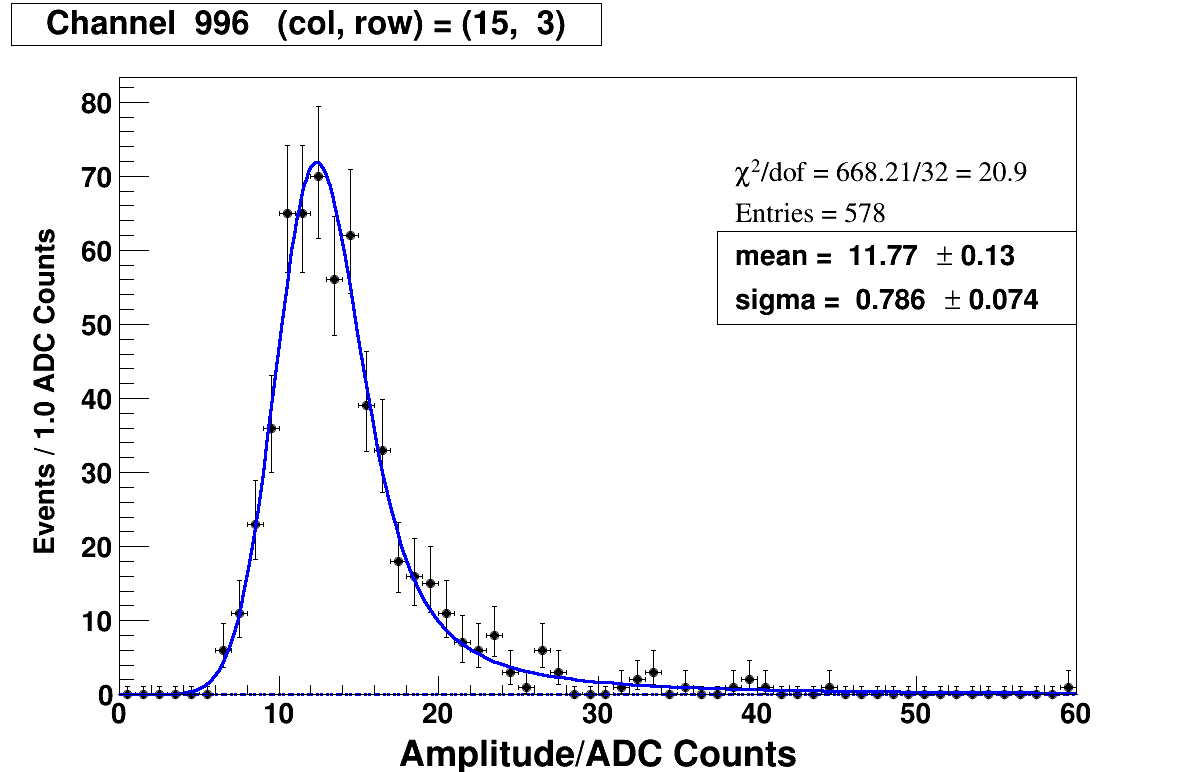 Channel 996 (col, row) = (15, 3)
80
70
60
50
40
30
20
10
0
Events / 1.0 ADC Counts
χ²/dof = 668.21/32 = 20.9
Entries = 578
mean = 11.77 ± 0.13
sigma = 0.786 ± 0.074
0 10 20 30 40 50 60
Amplitude/ADC Counts